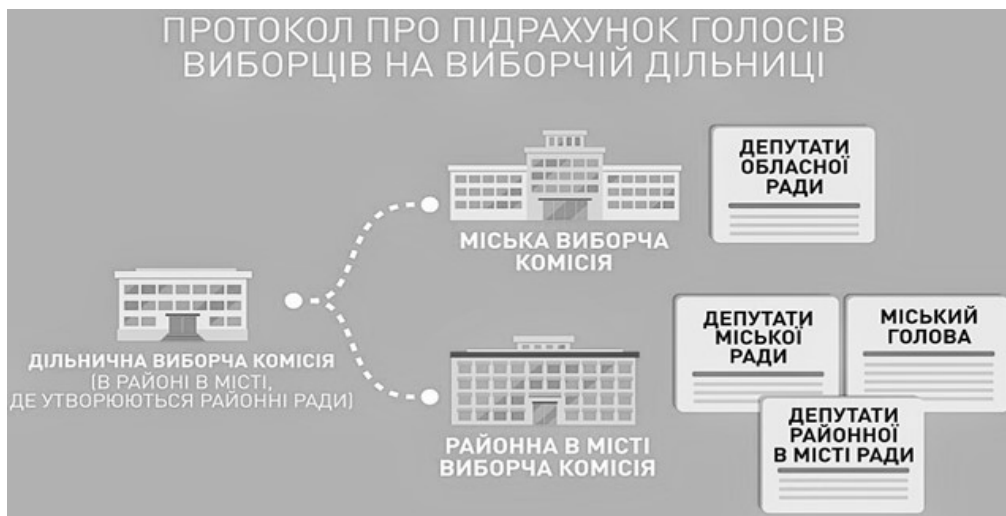 ПРОТОКОЛ ПРО ПІДРАХУНОК ГОЛОСІВ
ВИБОРЦІВ НА ВИБОРЧІЙ ДІЛЬНИЦІ
МІСЬКА ВИБОРЧА
КОМІСІЯ
ДЕПУТАТИ
ОБЛАСНОЇ
РАДИ
ДІЛЬНИЧНА ВИБОРЧА КОМІСІЯ
(В РАЙОНІ В МІСТІ,
ДЕ УТВОРЮЮТЬСЯ РАЙОННІ РАДИ)
РАЙОННА В МІСТІ
ВИБОРЧА КОМІСІЯ
ДЕПУТАТИ
МІСЬКОЇ
РАДИ
МІСЬКИЙ
ГОЛОВА
ДЕПУТАТИ
РАЙОННОЇ
В МІСТІ РАДИ